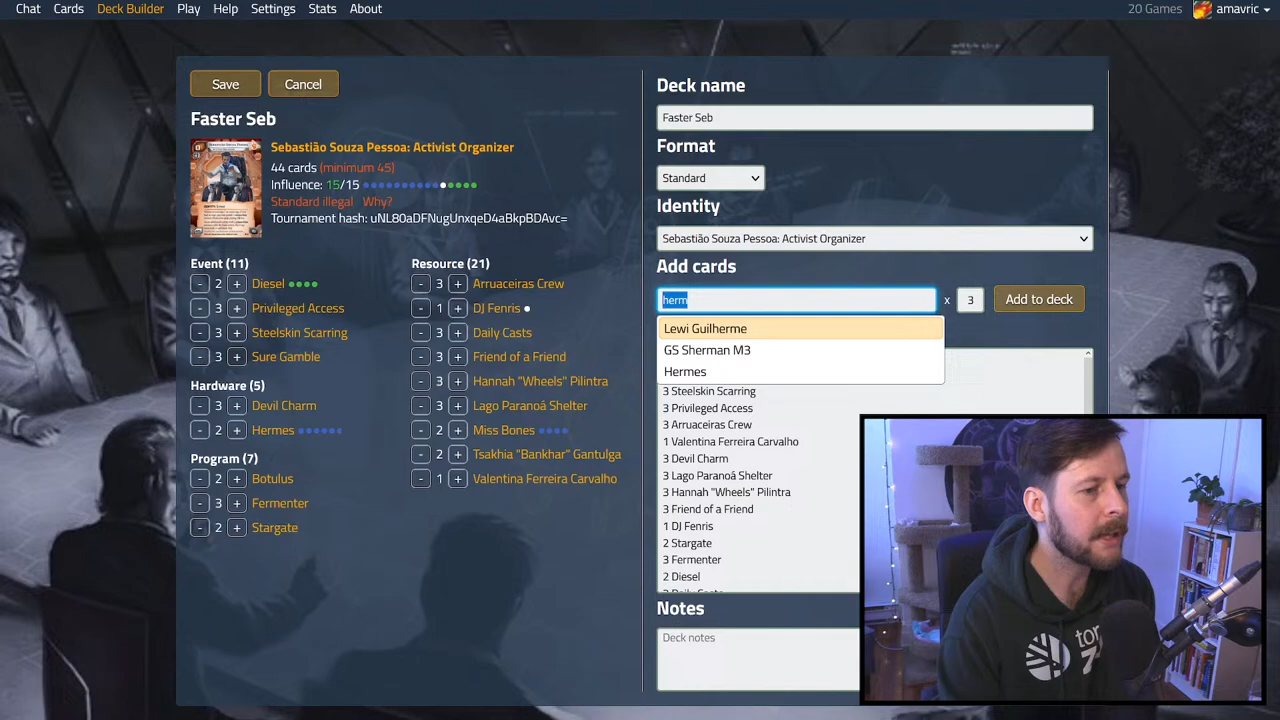 Chat Cards Deck Builder Play Help Settings Stats About 20 Games amavric
Save Cancel
Faster Seb
Sebastião Souza Pessoa: Activist Organizer
44 cards (minimum 45)
Influence: 15/15
Standard illegal Why?
Tournament hash: uNL80aDFNugUnxqeD4aBkpBDAvc=
Event (11)
- 2 + Diesel
- 3 + Privileged Access
- 3 + Steelskin Scarring
- 3 + Sure Gamble
Hardware (5)
- 3 + Devil Charm
- 2 + Hermes
Program (7)
- 2 + Botulus
- 3 + Fermenter
- 2 + Stargate
Resource (21)
- 3 + Arruaceiras Crew
- 1 + DJ Fenris
- 3 + Daily Casts
- 3 + Friend of a Friend
- 3 + Hannah "Wheels" Pilintra
- 3 + Lago Paranoá Shelter
- 2 + Miss Bones
- 2 + Tsakhia "Bankhar" Gantulga
- 1 + Valentina Ferreira Carvalho
Deck name
Faster Seb
Format
Standard
Identity
Sebastião Souza Pessoa: Activist Organizer
Add cards
herm x 3 Add to deck
Lewi Guilherme
GS Sherman M3
Hermes
3 Steelskin Scarring
3 Privileged Access
3 Arruaceiras Crew
1 Valentina Ferreira Carvalho
3 Devil Charm
3 Lago Paranoá Shelter
3 Hannah "Wheels" Pilintra
3 Friend of a Friend
1 DJ Fenris
2 Stargate
3 Fermenter
2 Diesel
3 Daily Casts
Notes
Deck notes